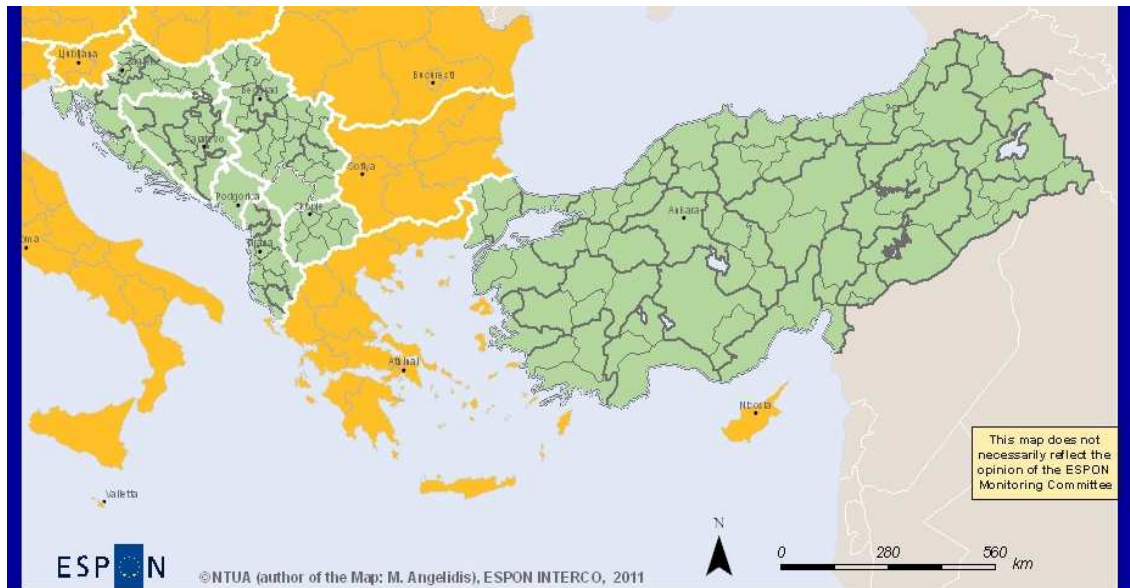 Ljubljana
Zagreb
Bucuresti
Beograd
Sarajevo
Sofiya
Podgorica
Skopje
Ankara
Tirana
oma
Athinai
Nicosia
Valletta
This map does not
necessarily reflect the
opinion of the ESPON
Monitoring Committee
N
0 280 560
km
ESPON
©NTUA (author of the Map: M. Angelidis), ESPON INTERCO, 2011